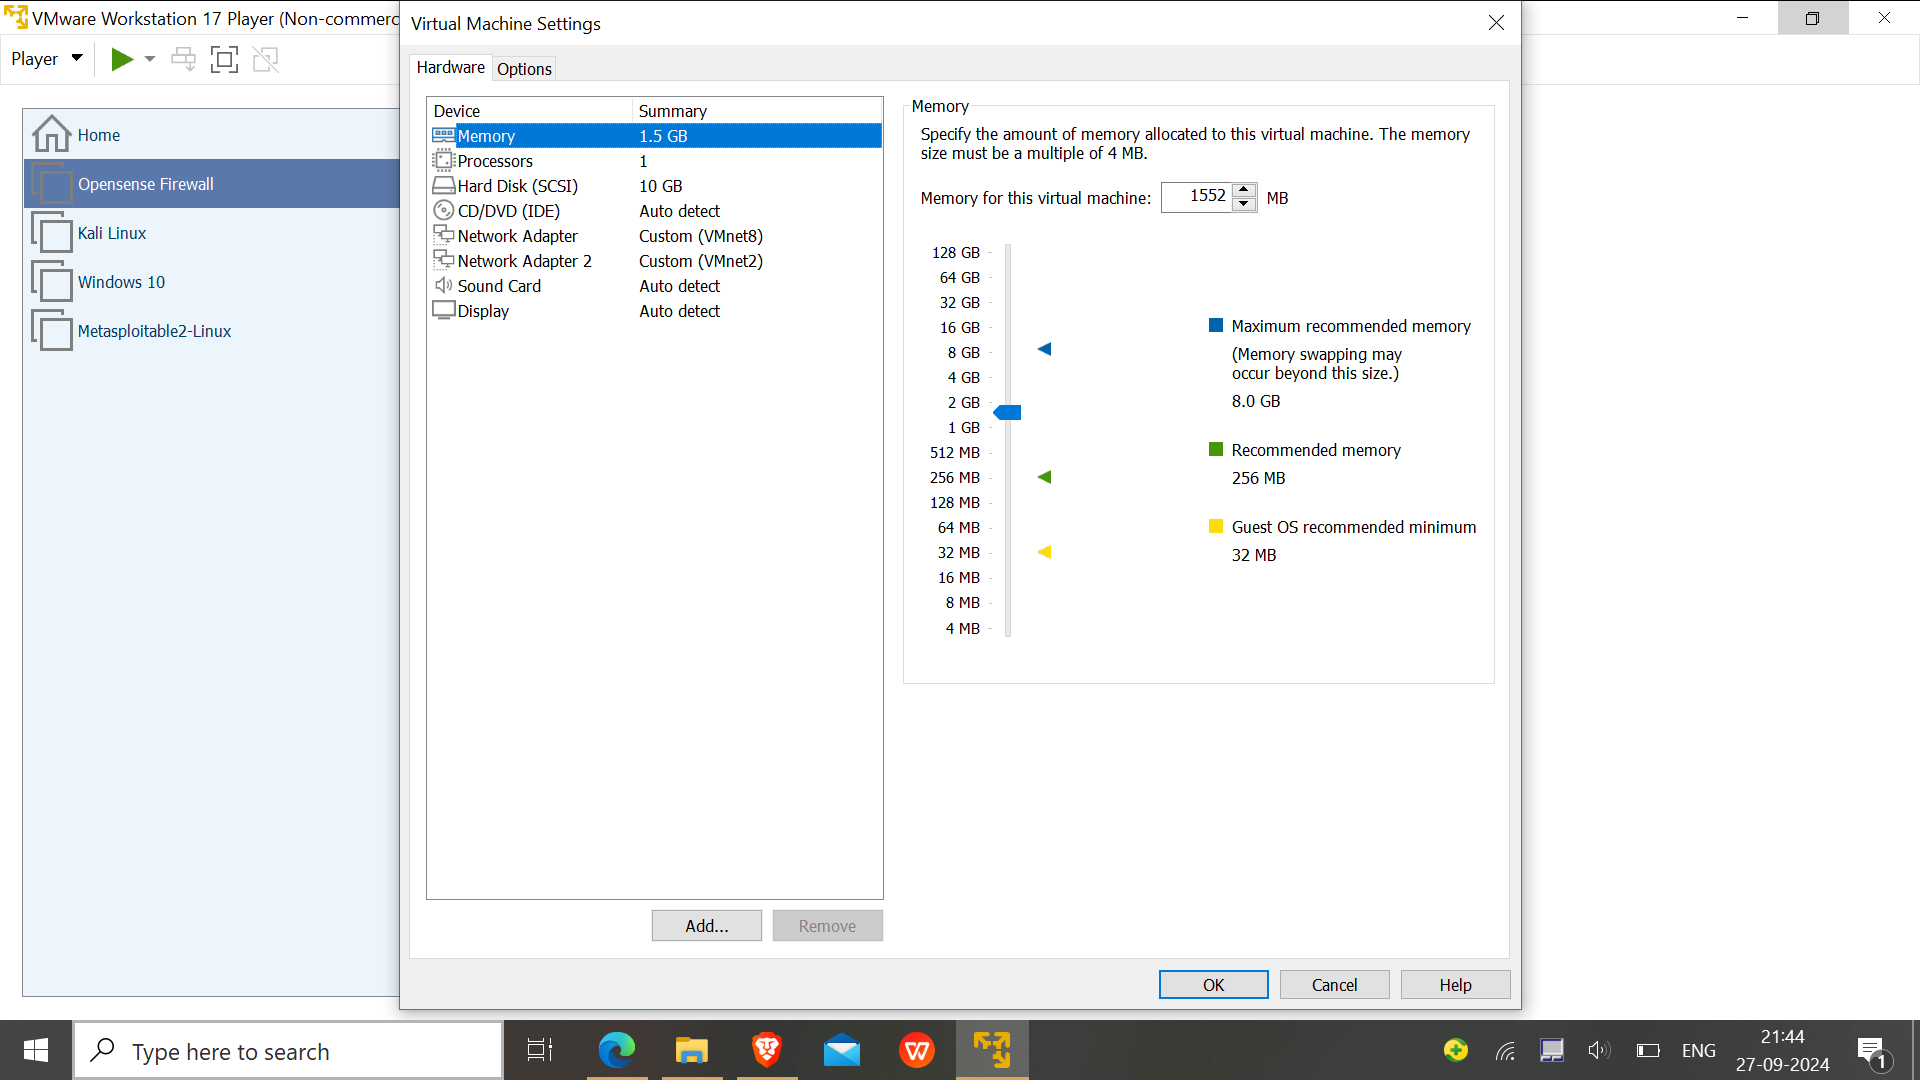 VMware Workstation 17 Player (Non-commerc
Player
Home
Opensense Firewall
Kali Linux
Windows 10
Metasploitable2-Linux
Virtual Machine Settings
Hardware Options
Device Summary
Memory 1.5 GB
Processors 1
Hard Disk (SCSI) 10 GB
CD/DVD (IDE) Auto detect
Network Adapter Custom (VMnet8)
Network Adapter 2 Custom (VMnet2)
Sound Card Auto detect
Display Auto detect
Add... Remove
Memory
Specify the amount of memory allocated to this virtual machine. The memory
size must be a multiple of 4 MB.
Memory for this virtual machine: 1552 MB
128 GB
64 GB
32 GB
16 GB
8 GB
4 GB
2 GB
1 GB
512 MB
256 MB
128 MB
64 MB
32 MB
16 MB
8 MB
4 MB
Maximum recommended memory
(Memory swapping may
occur beyond this size.)
8.0 GB
Recommended memory
256 MB
Guest OS recommended minimum
32 MB
OK Cancel Help
Type here to search
W
ENG
21:44
27-09-2024
1